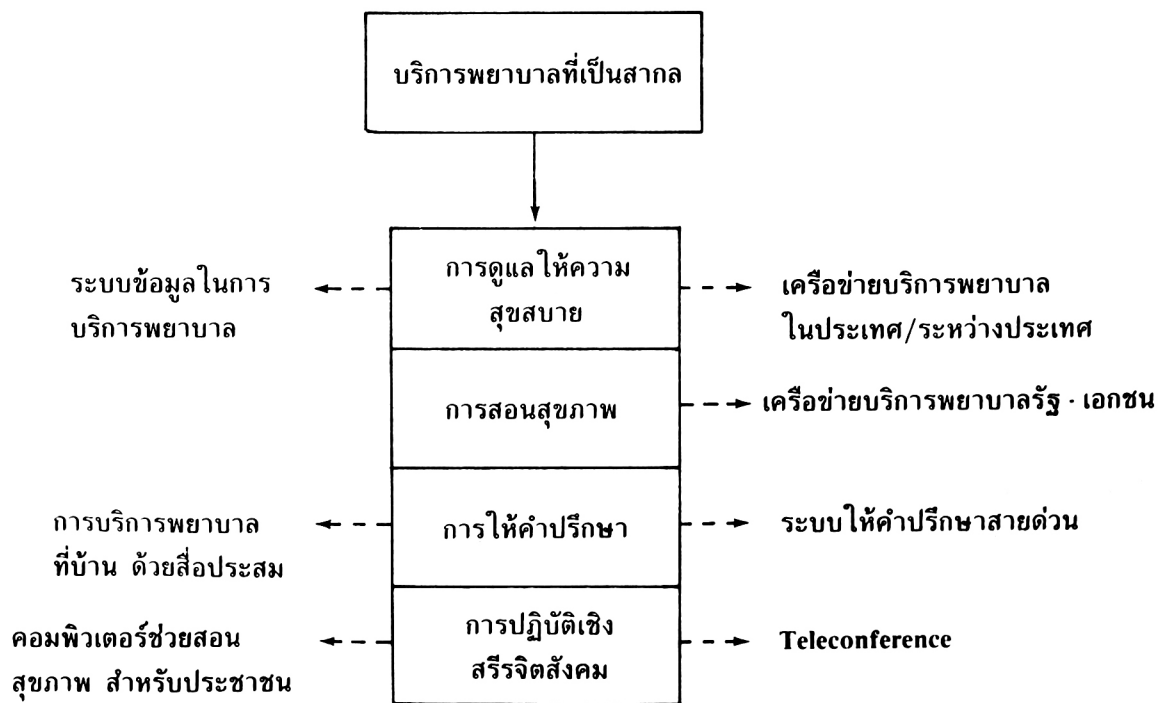 บริการพยาบาลที่เป็นสากล
ระบบข้อมูลในการ
บริการพยาบาล
การดูแลให้ความ
สุขสบาย
เครือข่ายบริการพยาบาล
ในประเทศ/ระหว่างประเทศ
การสอนสุขภาพ
เครือข่ายบริการพยาบาลรัฐ - เอกชน
การบริการพยาบาล
ที่บ้าน ด้วยสื่อประสม
การให้คำปรึกษา
ระบบให้คำปรึกษาสายด่วน
คอมพิวเตอร์ช่วยสอน
สุขภาพ สำหรับประชาชน
การปฏิบัติเชิง
สรีรจิตสังคม
Teleconference